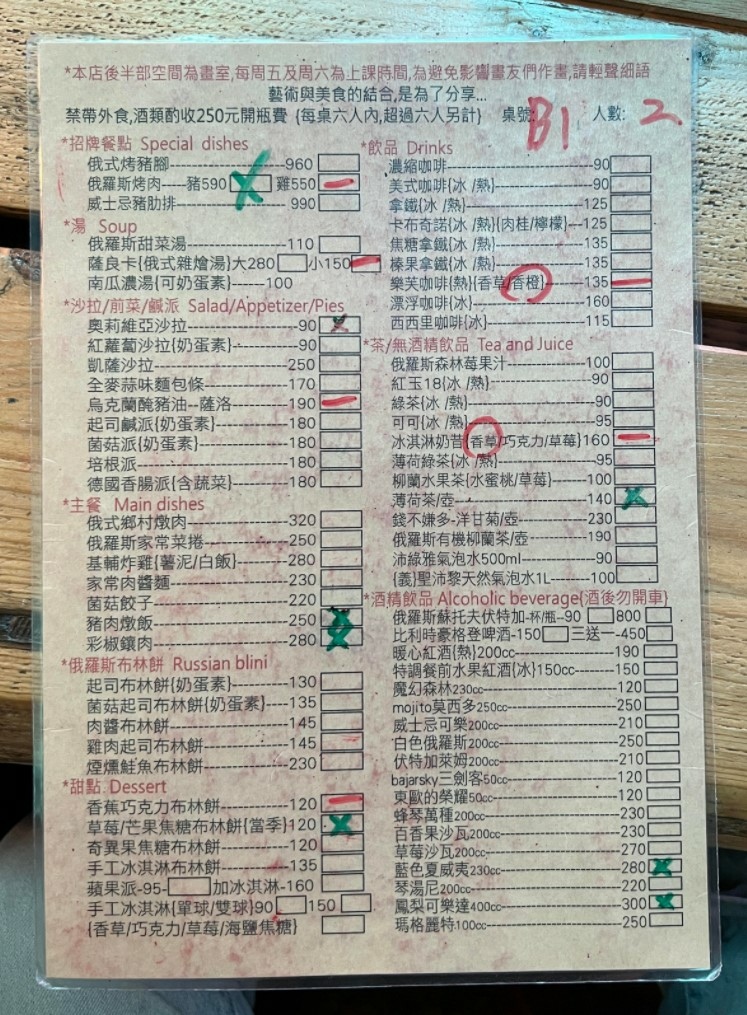 *本店後半部空間為畫室,每周五及周六為上課時間,為避免影響畫友們作畫,請輕聲細語
藝術與美食的結合,是為了分享...
禁帶外食,酒類酌收250元開瓶費 {每桌六人內,超過六人另計} 桌號: B1 人數: 2
*招牌餐點 Special dishes
俄式烤豬腳----------------------960
俄羅斯烤肉----豬590 雞550
威士忌豬肋排--------------------990
*湯 Soup
俄羅斯甜菜湯--------------------110
薩良卡{俄式雜燴湯}大280 小150
南瓜濃湯{可奶蛋素}------100
*沙拉/前菜/鹹派 Salad/Appetizer/Pies
奧莉維亞沙拉--------------------90
紅蘿蔔沙拉{奶蛋素}-----------90
凱薩沙拉-------------------------250
全麥蒜味麵包條----------------170
烏克蘭醃豬油--薩洛-----------190
起司鹹派{奶蛋素}-------------180
菌菇派{奶蛋素}----------------180
培根派---------------------------180
德國香腸派{含蔬菜}----------180
*主餐 Main dishes
俄式鄉村燉肉-------------------320
俄羅斯家常菜捲----------------250
基輔炸雞{薯泥/白飯}---------280
家常肉醬麵----------------------230
菌菇餃子-------------------------220
豬肉燉飯-------------------------250
彩椒鑲肉-------------------------280
*俄羅斯布林餅 Russian blini
起司布林餅{奶蛋素}----------130
菌菇起司布林餅{奶蛋素}----135
肉醬布林餅----------------------145
雞肉起司布林餅----------------145
煙燻鮭魚布林餅----------------230
*甜點 Dessert
香蕉巧克力布林餅-------------120
草莓/芒果焦糖布林餅{當季}120
奇異果焦糖布林餅-------------120
手工冰淇淋布林餅-------------135
蘋果派-95- 加冰淇淋-160
手工冰淇淋{單球/雙球}90 150
{香草/巧克力/草莓/海鹽焦糖}
*飲品 Drinks
濃縮咖啡-------------------------90
美式咖啡{冰 /熱}----------------90
拿鐵{冰 /熱}---------------------125
卡布奇諾{冰 /熱}{肉桂/檸檬}---125
焦糖拿鐵{冰 /熱}----------------135
榛果拿鐵{冰 /熱}----------------135
樂芙咖啡{熱}{香草/香橙}-------135
漂浮咖啡{冰}--------------------160
西西里咖啡{冰}-----------------115
*茶/無酒精飲品 Tea and Juice
俄羅斯森林莓果汁--------------100
紅玉18{冰 /熱}------------------90
綠茶{冰 /熱}---------------------90
可可{冰 /熱}---------------------95
冰淇淋奶昔{香草/巧克力/草莓}160
薄荷綠茶{冰 /熱}----------------95
柳蘭水果茶{水蜜桃/草莓}-----100
薄荷茶/壺------------------------140
錢不嫌多-洋甘菊/壺------------230
俄羅斯有機柳蘭茶/壺----------190
沛綠雅氣泡水500ml------------90
{義}聖沛黎天然氣泡水1L-------100
*酒精飲品 Alcoholic beverage{酒後勿開車}
俄羅斯蘇托夫伏特加-杯/瓶--90 800
比利時豪格登啤酒-150 三送一-450
暖心紅酒{熱}200cc---------------190
特調餐前水果紅酒{冰}150cc------150
魔幻森林230cc--------------------120
mojito莫西多250cc---------------250
威士忌可樂200cc-----------------210
白色俄羅斯200cc-----------------250
伏特加萊姆200cc-----------------210
bajarsky三劍客50cc--------------120
東歐的榮耀50cc------------------120
蜂琴萬種200cc-------------------230
百香果沙瓦200cc-----------------230
草莓沙瓦200cc-------------------270
藍色夏威夷230cc-----------------280
琴湯尼200cc----------------------220
鳳梨可樂達400cc-----------------300
瑪格麗特100cc-------------------250